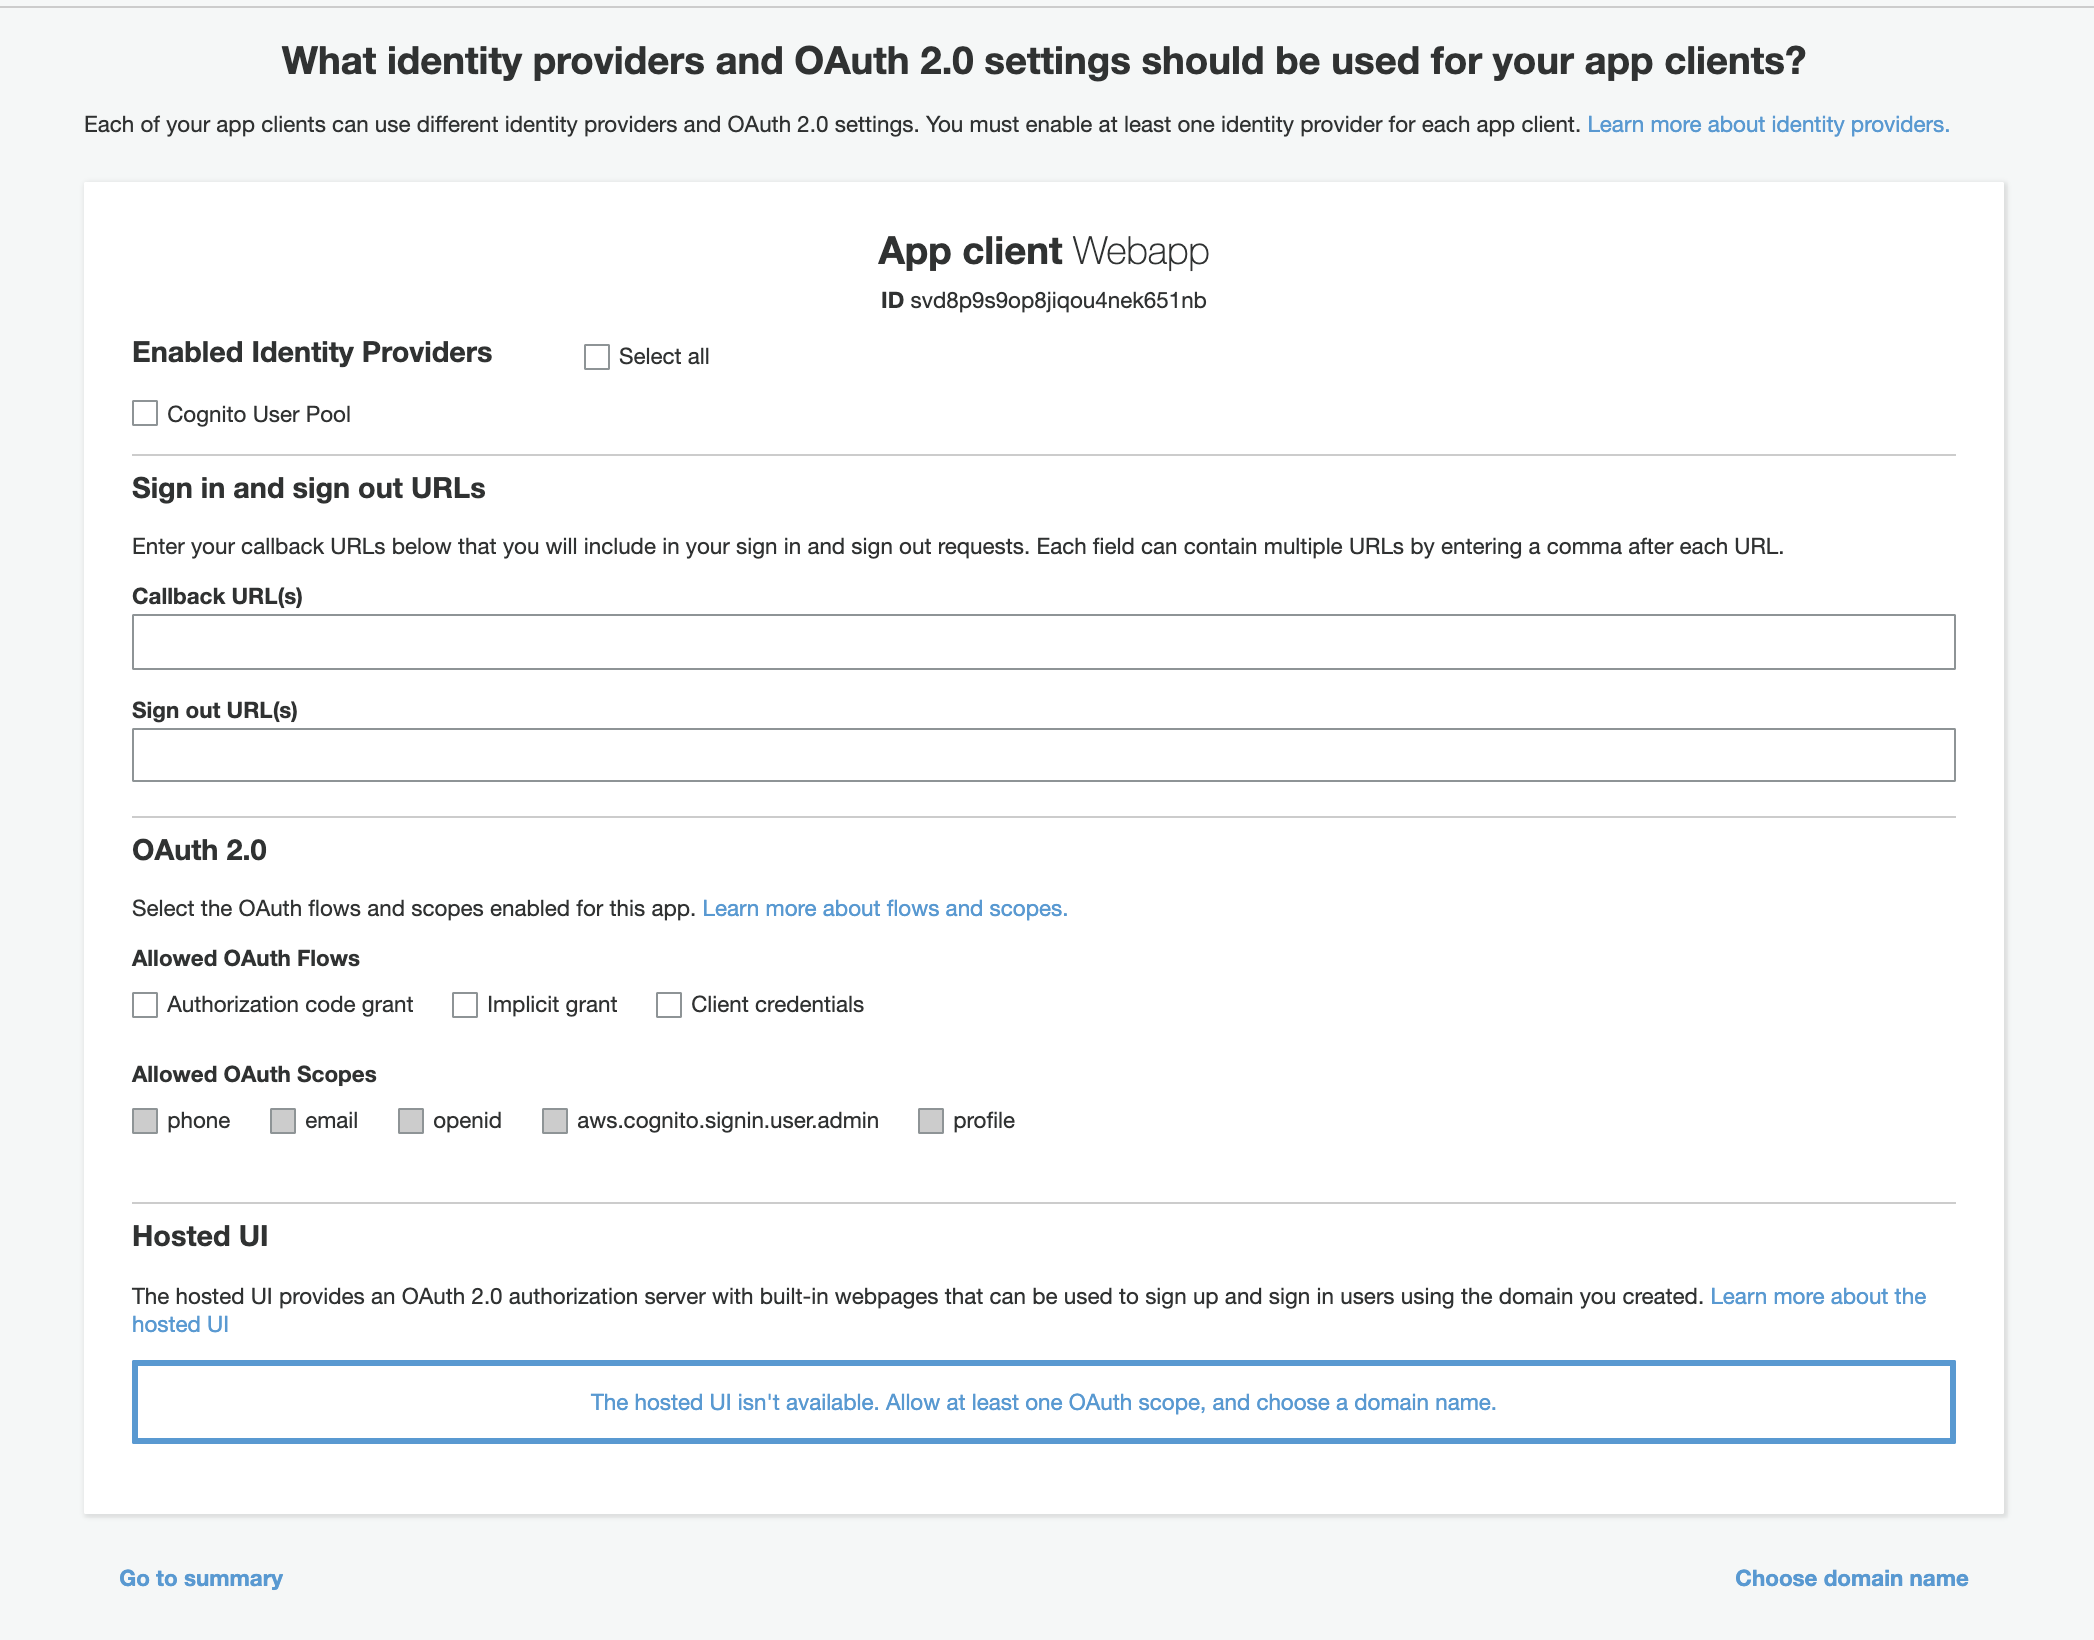 What identity providers and OAuth 2.0 settings should be used for your app clients?
Each of your app clients can use different identity providers and OAuth 2.0 settings. You must enable at least one identity provider for each app client. Learn more about identity providers.
App client Webapp
ID svd8p9s9op8jiqou4nek651nb
Enabled Identity Providers
Select all
Cognito User Pool
Sign in and sign out URLs
Enter your callback URLs below that you will include in your sign in and sign out requests. Each field can contain multiple URLs by entering a comma after each URL.
Callback URL(s)
Sign out URL(s)
OAuth 2.0
Select the OAuth flows and scopes enabled for this app. Learn more about flows and scopes.
Allowed OAuth Flows
Authorization code grant Implicit grant Client credentials
Allowed OAuth Scopes
phone email openid aws.cognito.signin.user.admin profile
Hosted UI
The hosted UI provides an OAuth 2.0 authorization server with built-in webpages that can be used to sign up and sign in users using the domain you created. Learn more about the
hosted UI
The hosted UI isn't available. Allow at least one OAuth scope, and choose a domain name.
Go to summary
Choose domain name